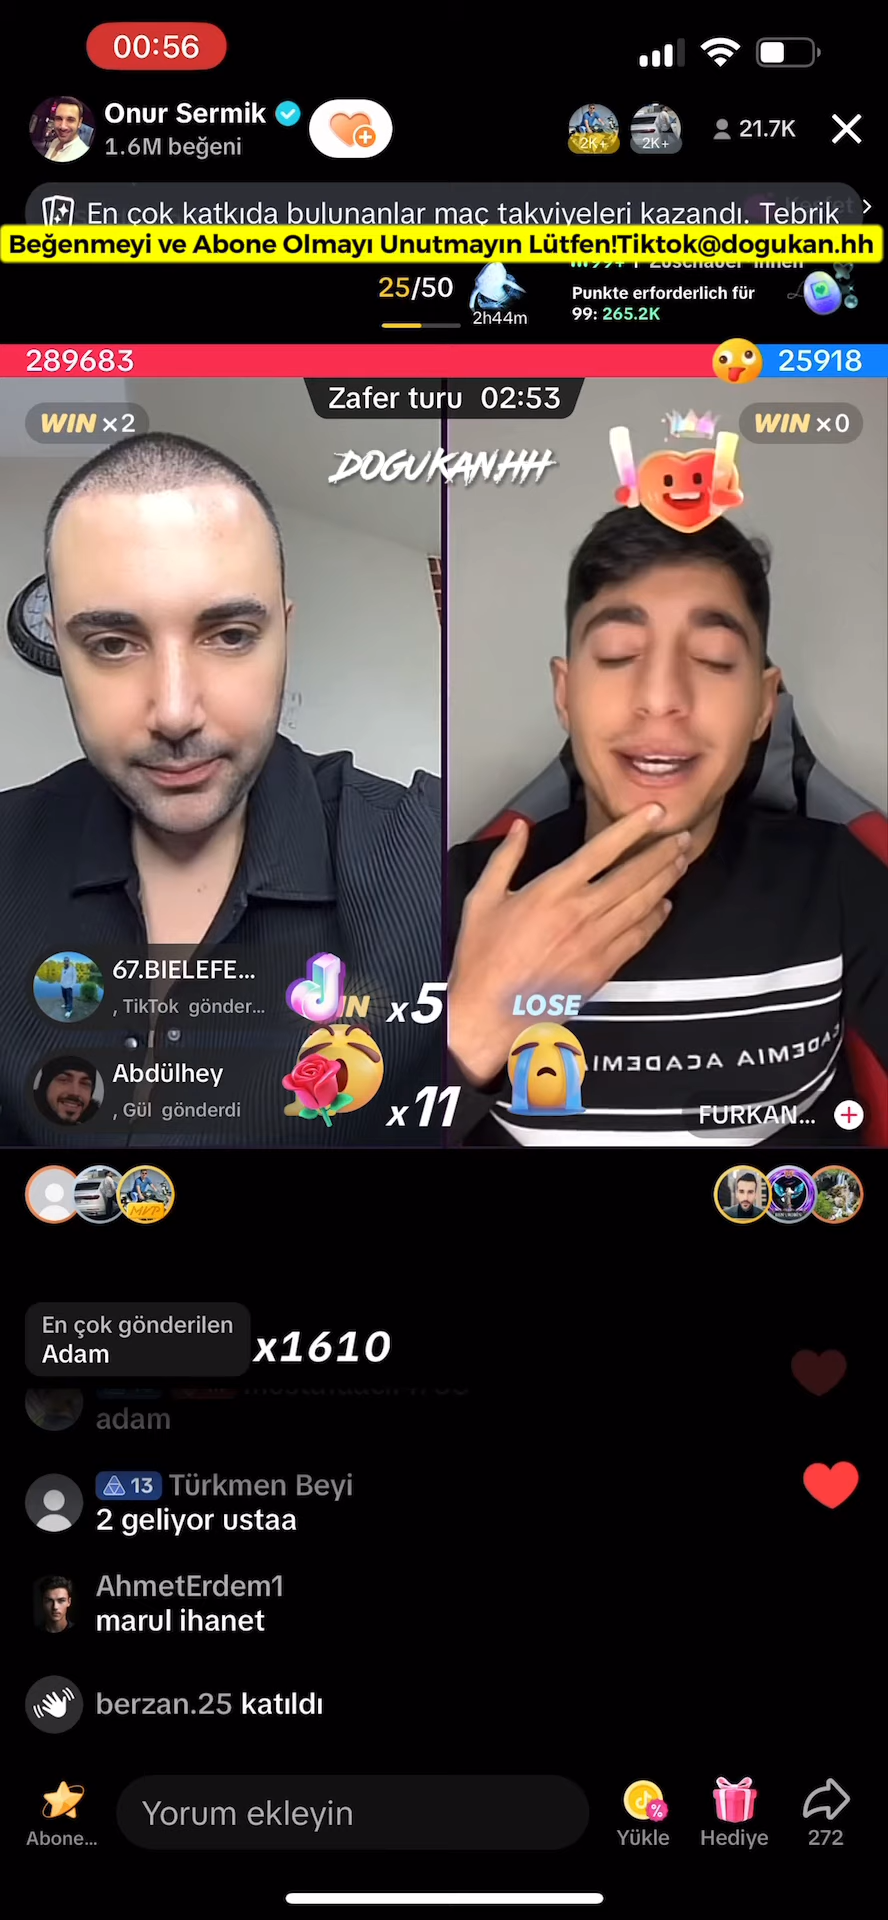 00:56
Onur Sermik
1.6M beğeni
2K+
2K+
21.7K
En çok katkıda bulunanlar maç takviyeleri kazandı. Tebrik
Beğenmeyi ve Abone Olmayı Unutmayın Lütfen!Tiktok@dogukan.hh
25/50
2h44m
Punkte erforderlich für
99: 265.2K
289683
25918
Zafer turu 02:53
WIN x2
WIN x0
DOGUKAN.HH
67.BIELEFE...
, TikTok gönder...
x5
LOSE
Abdülhey
, Gül gönderdi
x11
FURKAN...
MVP
En çok gönderilen
Adam
x1610
adam
13 Türkmen Beyi
2 geliyor ustaa
AhmetErdem1
marul ihanet
berzan.25 katıldı
Abone...
Yorum ekleyin
Yükle
Hediye
272